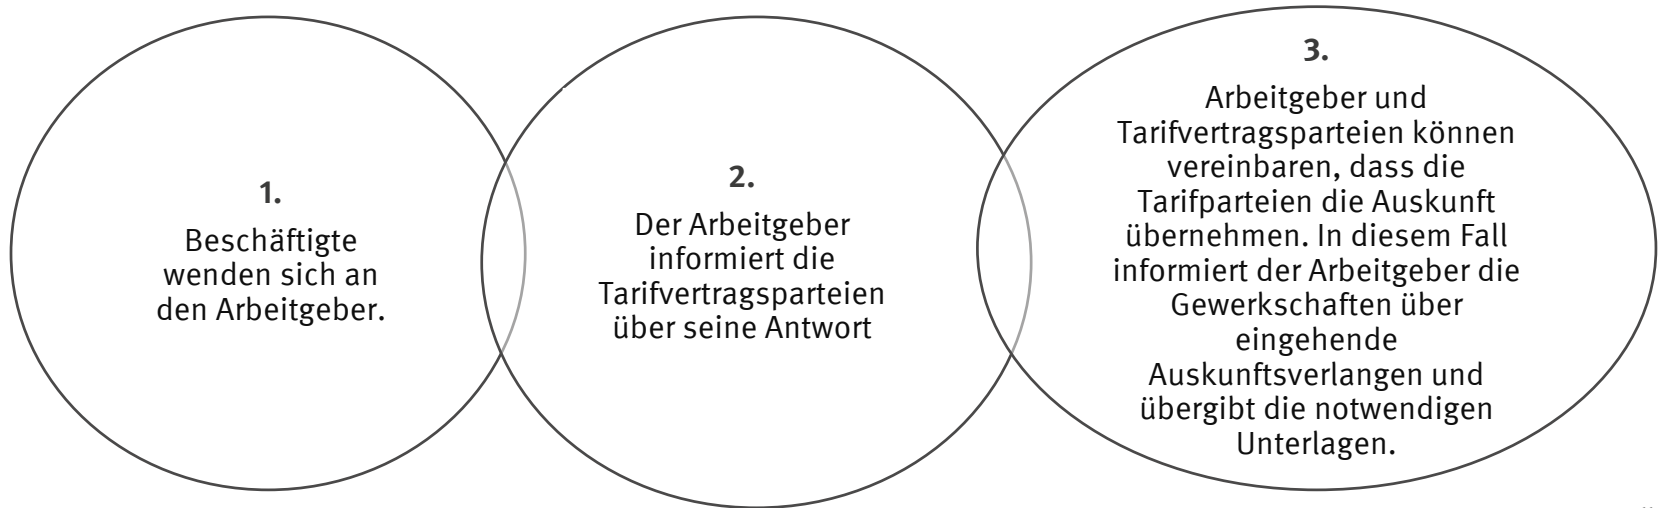 1.
Beschäftigte
wenden sich an
den Arbeitgeber.
2.
Der Arbeitgeber
informiert die
Tarifvertragsparteien
über seine Antwort
3.
Arbeitgeber und
Tarifvertragsparteien können
vereinbaren, dass die
Tarifparteien die Auskunft
übernehmen. In diesem Fall
informiert der Arbeitgeber die
Gewerkschaften über
eingehende
Auskunftsverlangen und
übergibt die notwendigen
Unterlagen.